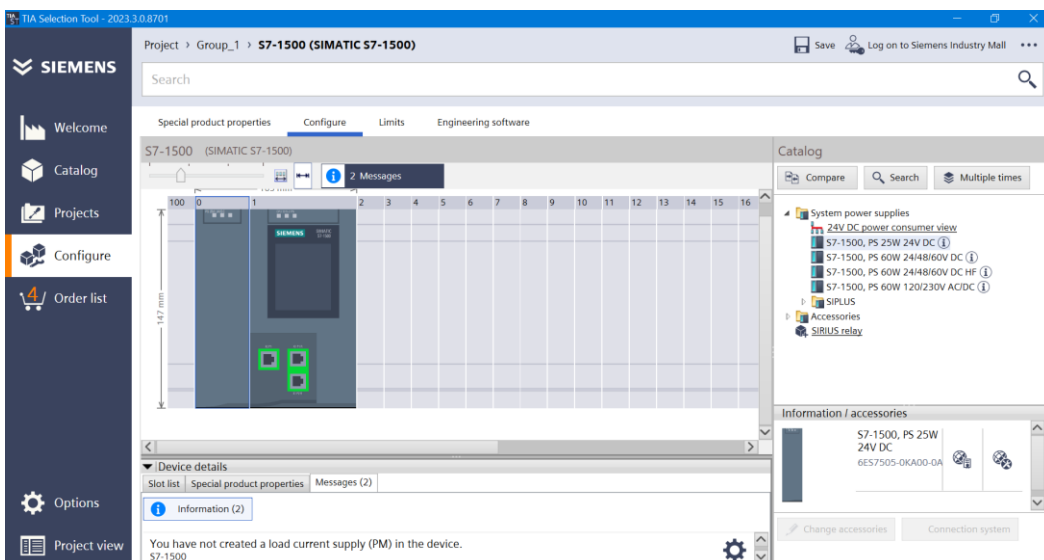 TIA Selection Tool - 2023.3.0.8701
SIEMENS
Welcome
Catalog
Projects
Configure
4 Order list
Options
Project view
Project > Group_1 > S7-1500 (SIMATIC S7-1500)
Save Log on to Siemens Industry Mall
Search
Special product properties Configure Limits Engineering software
S7-1500 (SIMATIC S7-1500)
2 Messages
100 0 1 2 3 4 5 6 7 8 9 10 11 12 13 14 15 16
SIEMENS
147 mm
Device details
Slot list Special product properties Messages (2)
Information (2)
You have not created a load current supply (PM) in the device.
S7-1500
Catalog
Compare Search Multiple times
System power supplies
24V DC power consumer view
S7-1500, PS 25W 24V DC
S7-1500, PS 60W 24/48/60V DC
S7-1500, PS 60W 24/48/60V DC HF
S7-1500, PS 60W 120/230V AC/DC
SIPLUS
Accessories
SIRIUS relay
Information / accessories
S7-1500, PS 25W
24V DC
6ES7505-0KA00-0A
Change accessories Connection system